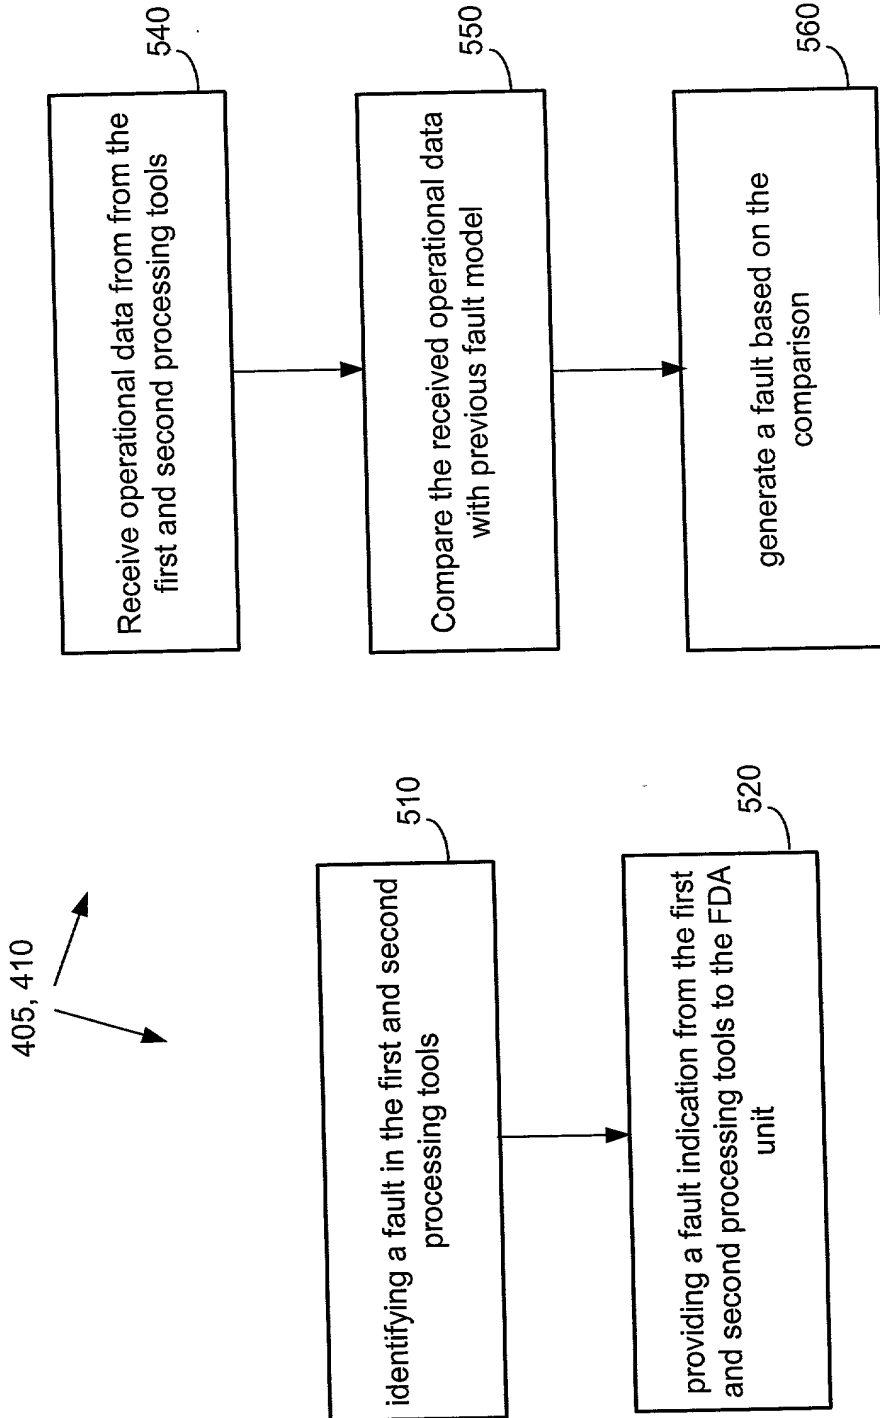 405, 410
510
identifying a fault in the first and second
processing tools
520
providing a fault indication from the first
and second processing tools to the FDA
unit
540
Receive operational data from from the
first and second processing tools
550
Compare the received operational data
with previous fault model
560
generate a fault based on the
comparison